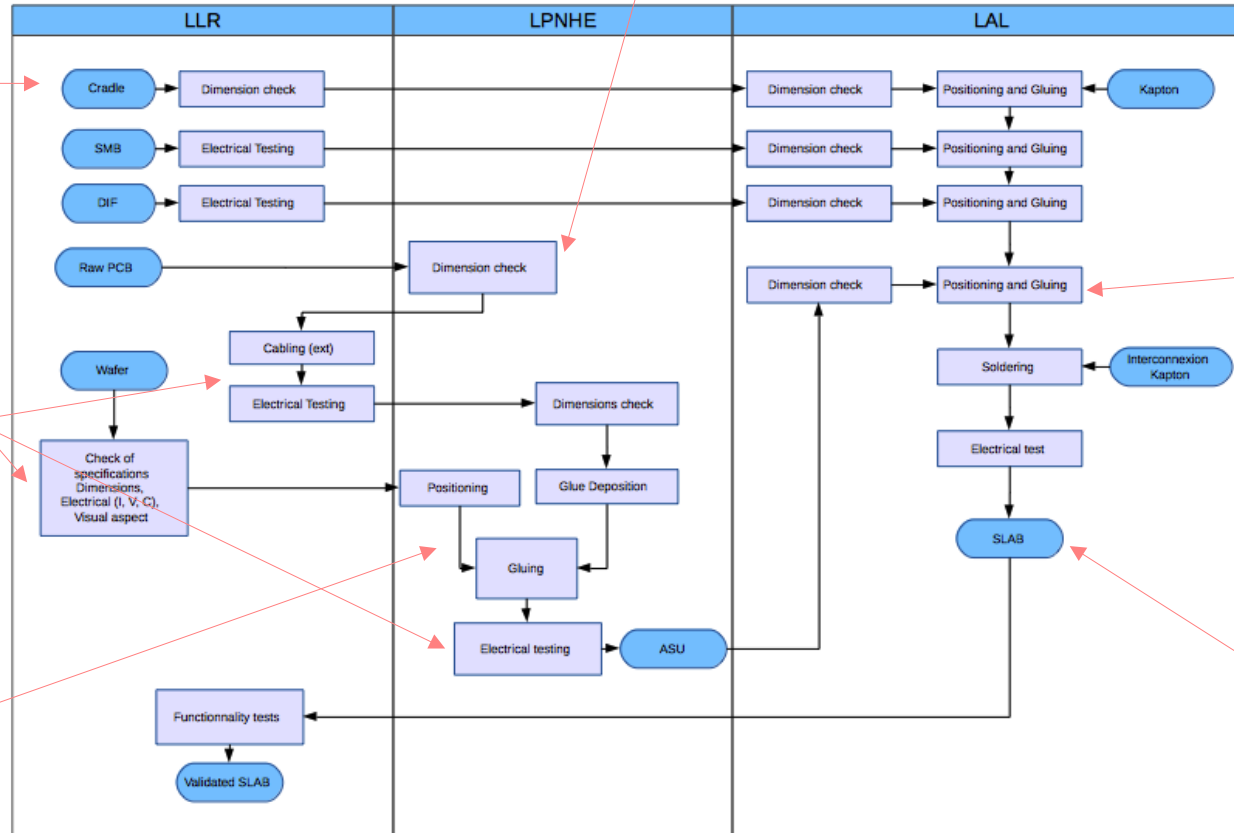 LLR
LPNHE
LAL
Cradle
Dimension check
Dimension check
Positioning and Gluing
Kapton
SMB
Electrical Testing
Dimension check
Positioning and Gluing
DIF
Electrical Testing
Dimension check
Positioning and Gluing
Raw PCB
Dimension check
Dimension check
Positioning and Gluing
Cabling (ext)
Wafer
Soldering
Interconnexion
Kapton
Electrical Testing
Dimensions check
Check of
specifications
Dimensions,
Electrical (I, V, C),
Visual aspect
Electrical test
Positioning
Glue Deposition
SLAB
Gluing
Electrical testing
ASU
Functionnality tests
Validated SLAB